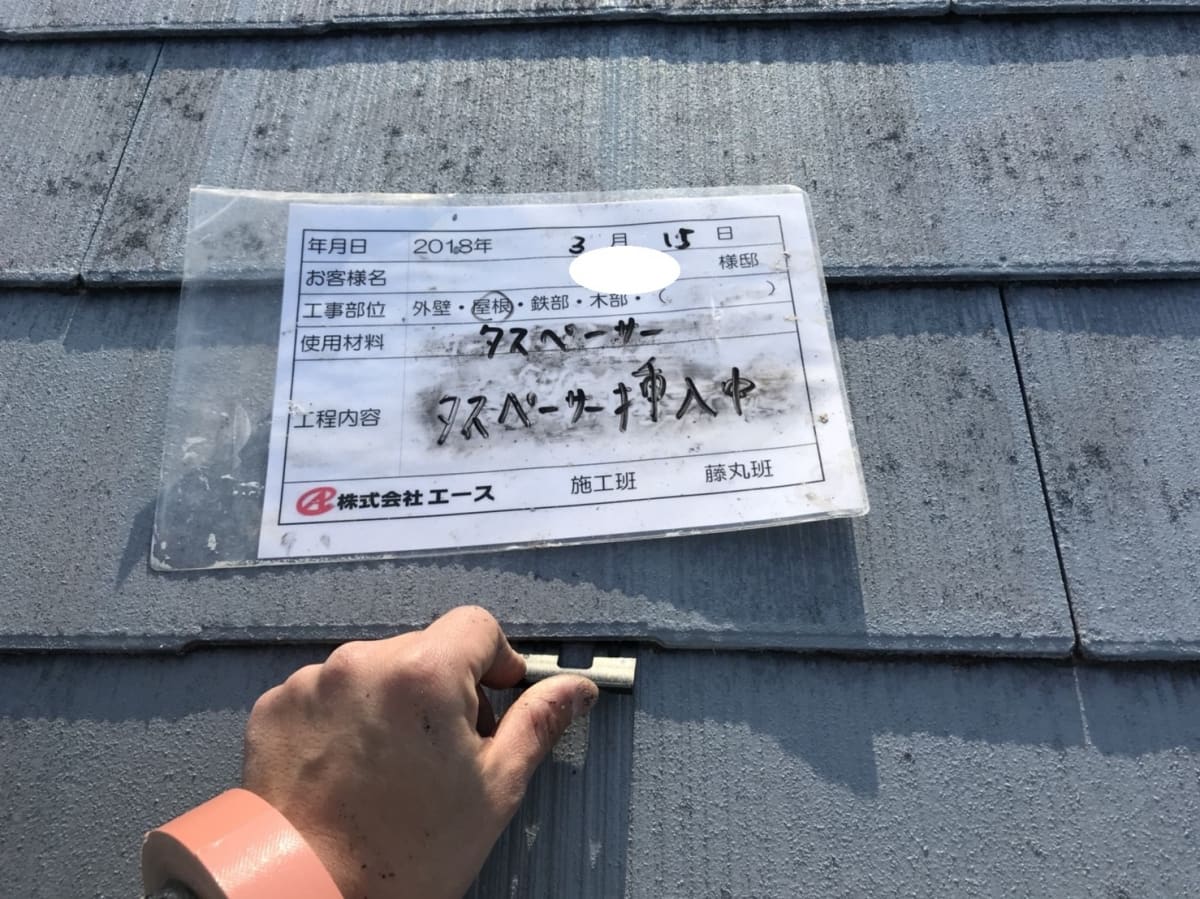 年月日 2018年 3月 15日
お客様名 様邸
工事部位 外壁・屋根・鉄部・木部・( )
使用材料 タスペーサー
工程内容 タスペーサー挿入中
株式会社エース 施工班 藤丸班